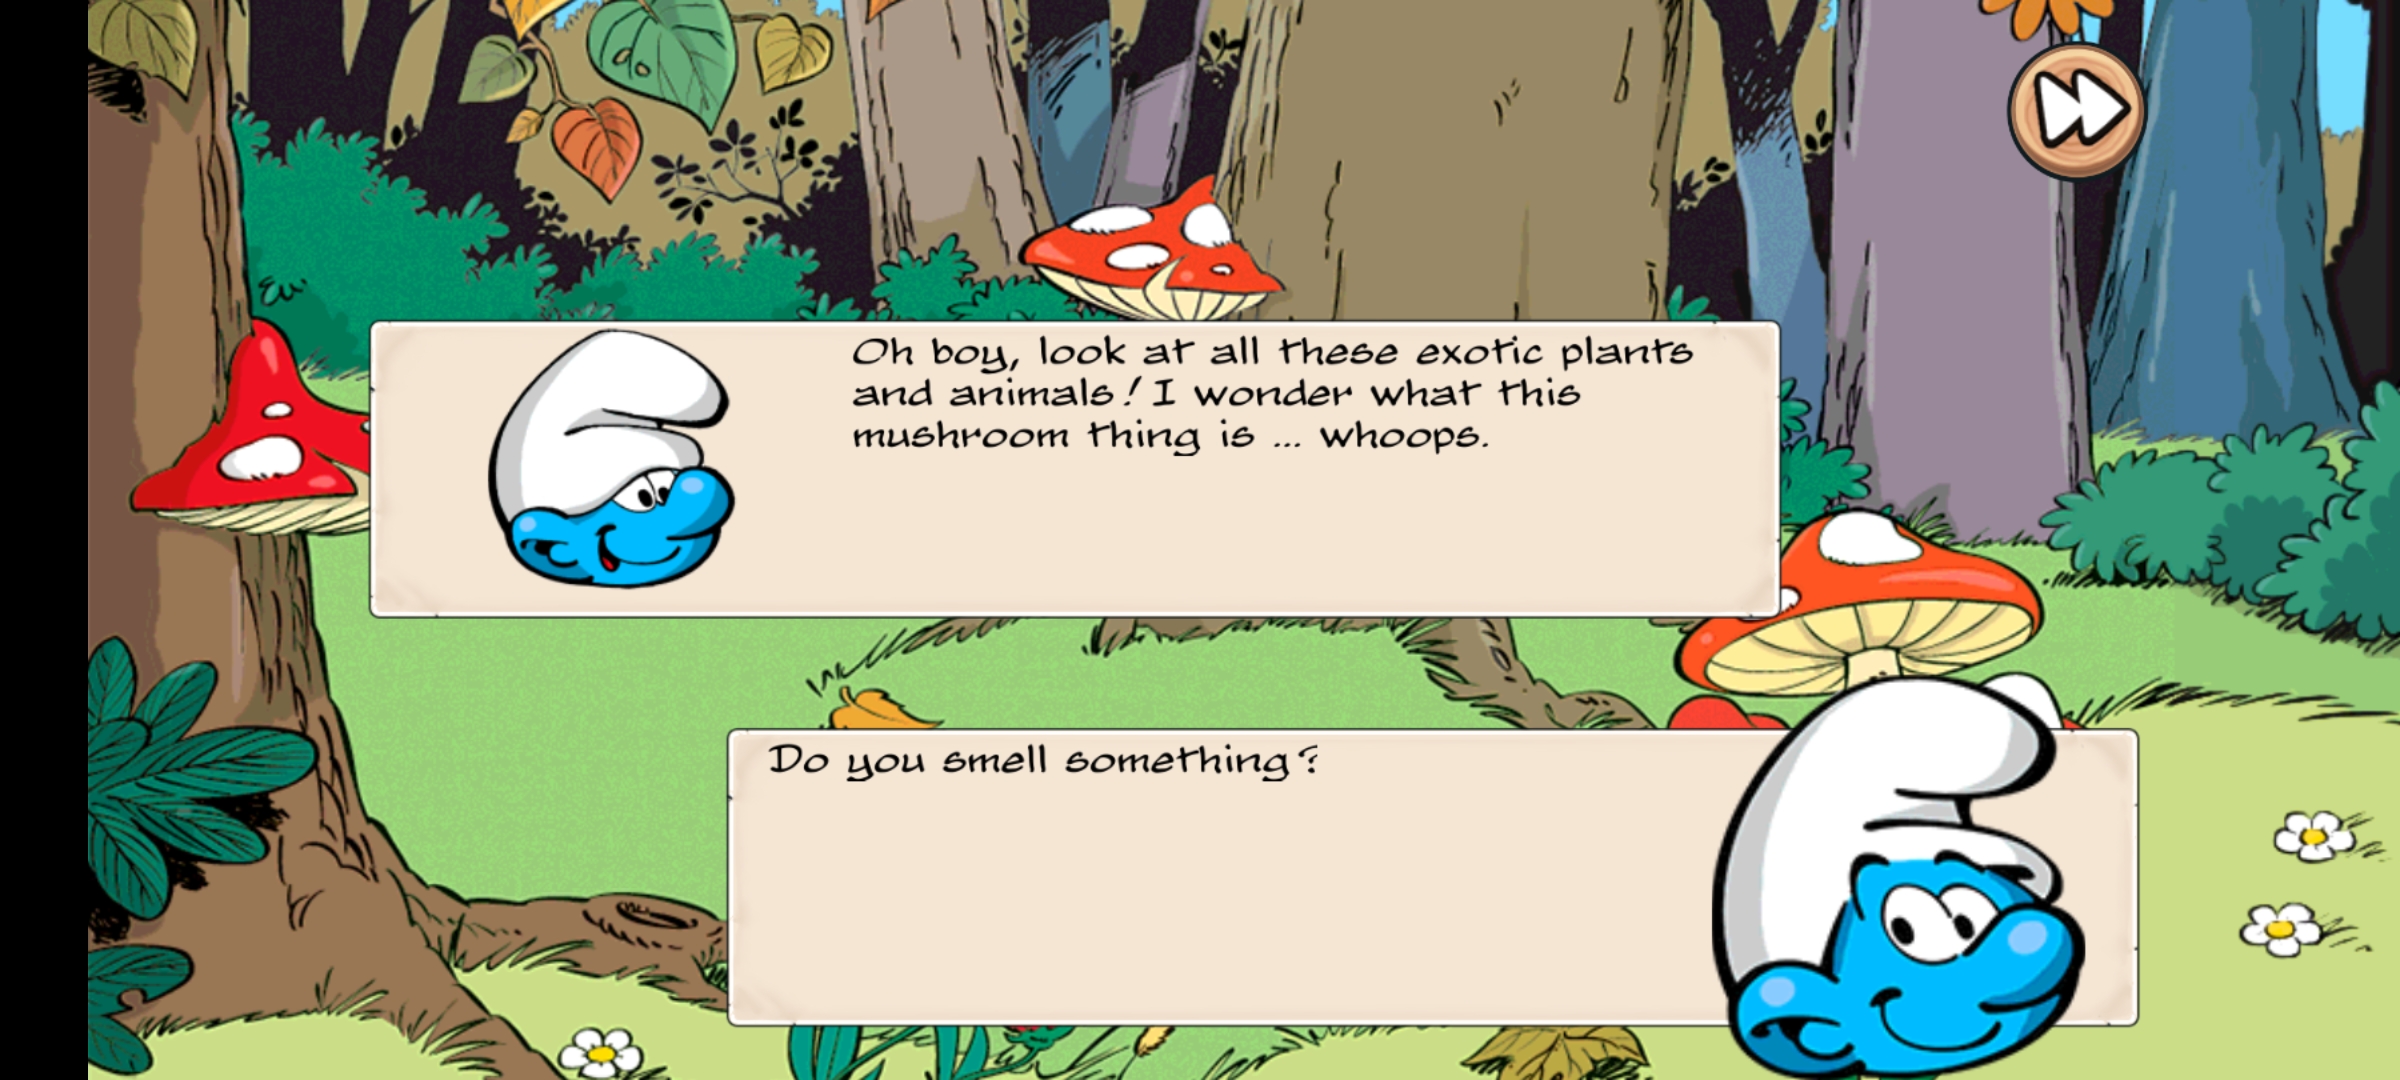 Oh boy, look at all these exotic plants
and animals! I wonder what this
mushroom thing is ... whoops.
Do you smell something?